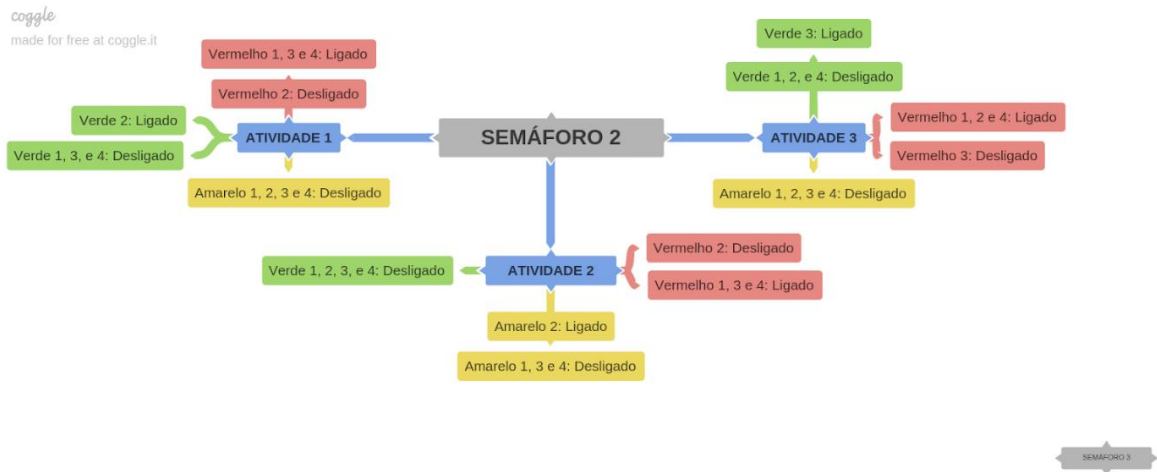 coggle
made for free at coggle.it
SEMÁFORO 2
ATIVIDADE 1
Vermelho 1, 3 e 4: Ligado
Vermelho 2: Desligado
Verde 2: Ligado
Verde 1, 3, e 4: Desligado
Amarelo 1, 2, 3 e 4: Desligado
ATIVIDADE 2
Verde 1, 2, 3, e 4: Desligado
Vermelho 2: Desligado
Vermelho 1, 3 e 4: Ligado
Amarelo 2: Ligado
Amarelo 1, 3 e 4: Desligado
ATIVIDADE 3
Verde 3: Ligado
Verde 1, 2, e 4: Desligado
Vermelho 1, 2 e 4: Ligado
Vermelho 3: Desligado
Amarelo 1, 2, 3 e 4: Desligado
SEMÁFORO 3